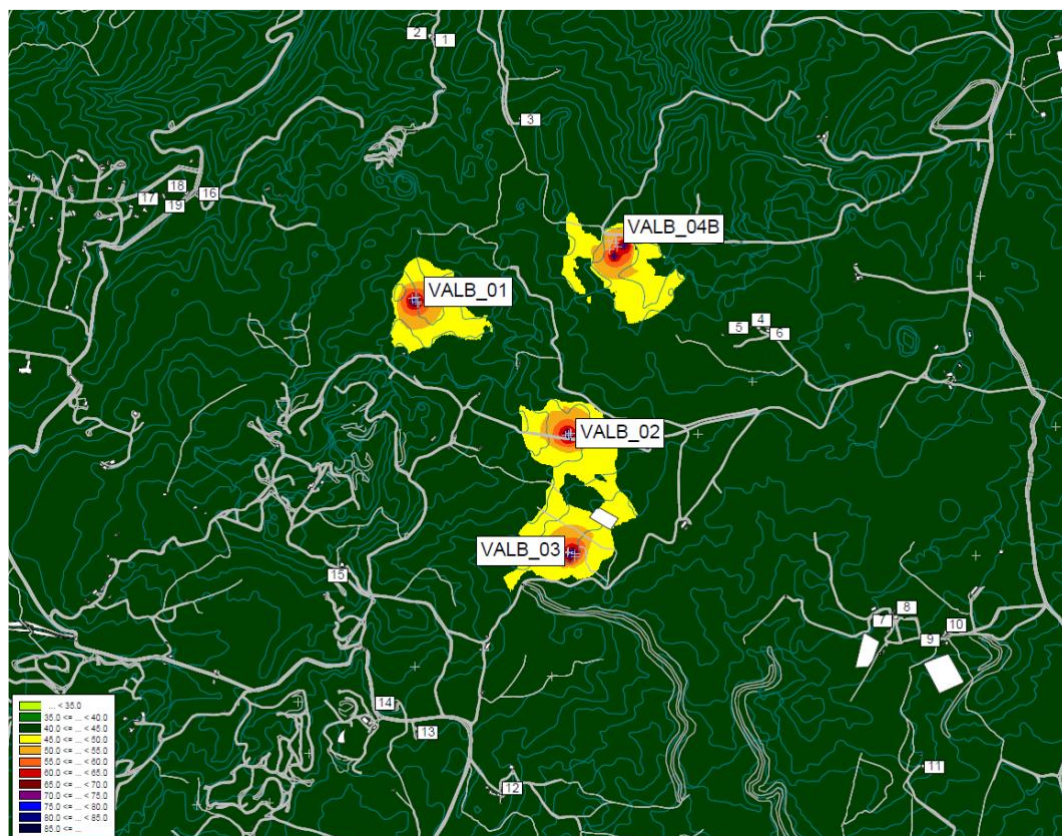 2
1
3
18
17
16
19
VALB_04B
VALB_01
4
5
6
VALB_02
VALB_03
15
8
7
10
9
14
13
11
12
... < 35.0
35.0 <= ... < 40.0
40.0 <= ... < 45.0
45.0 <= ... < 50.0
50.0 <= ... < 55.0
55.0 <= ... < 60.0
60.0 <= ... < 65.0
65.0 <= ... < 70.0
70.0 <= ... < 75.0
75.0 <= ... < 80.0
80.0 <= ... < 85.0
85.0 <= ...